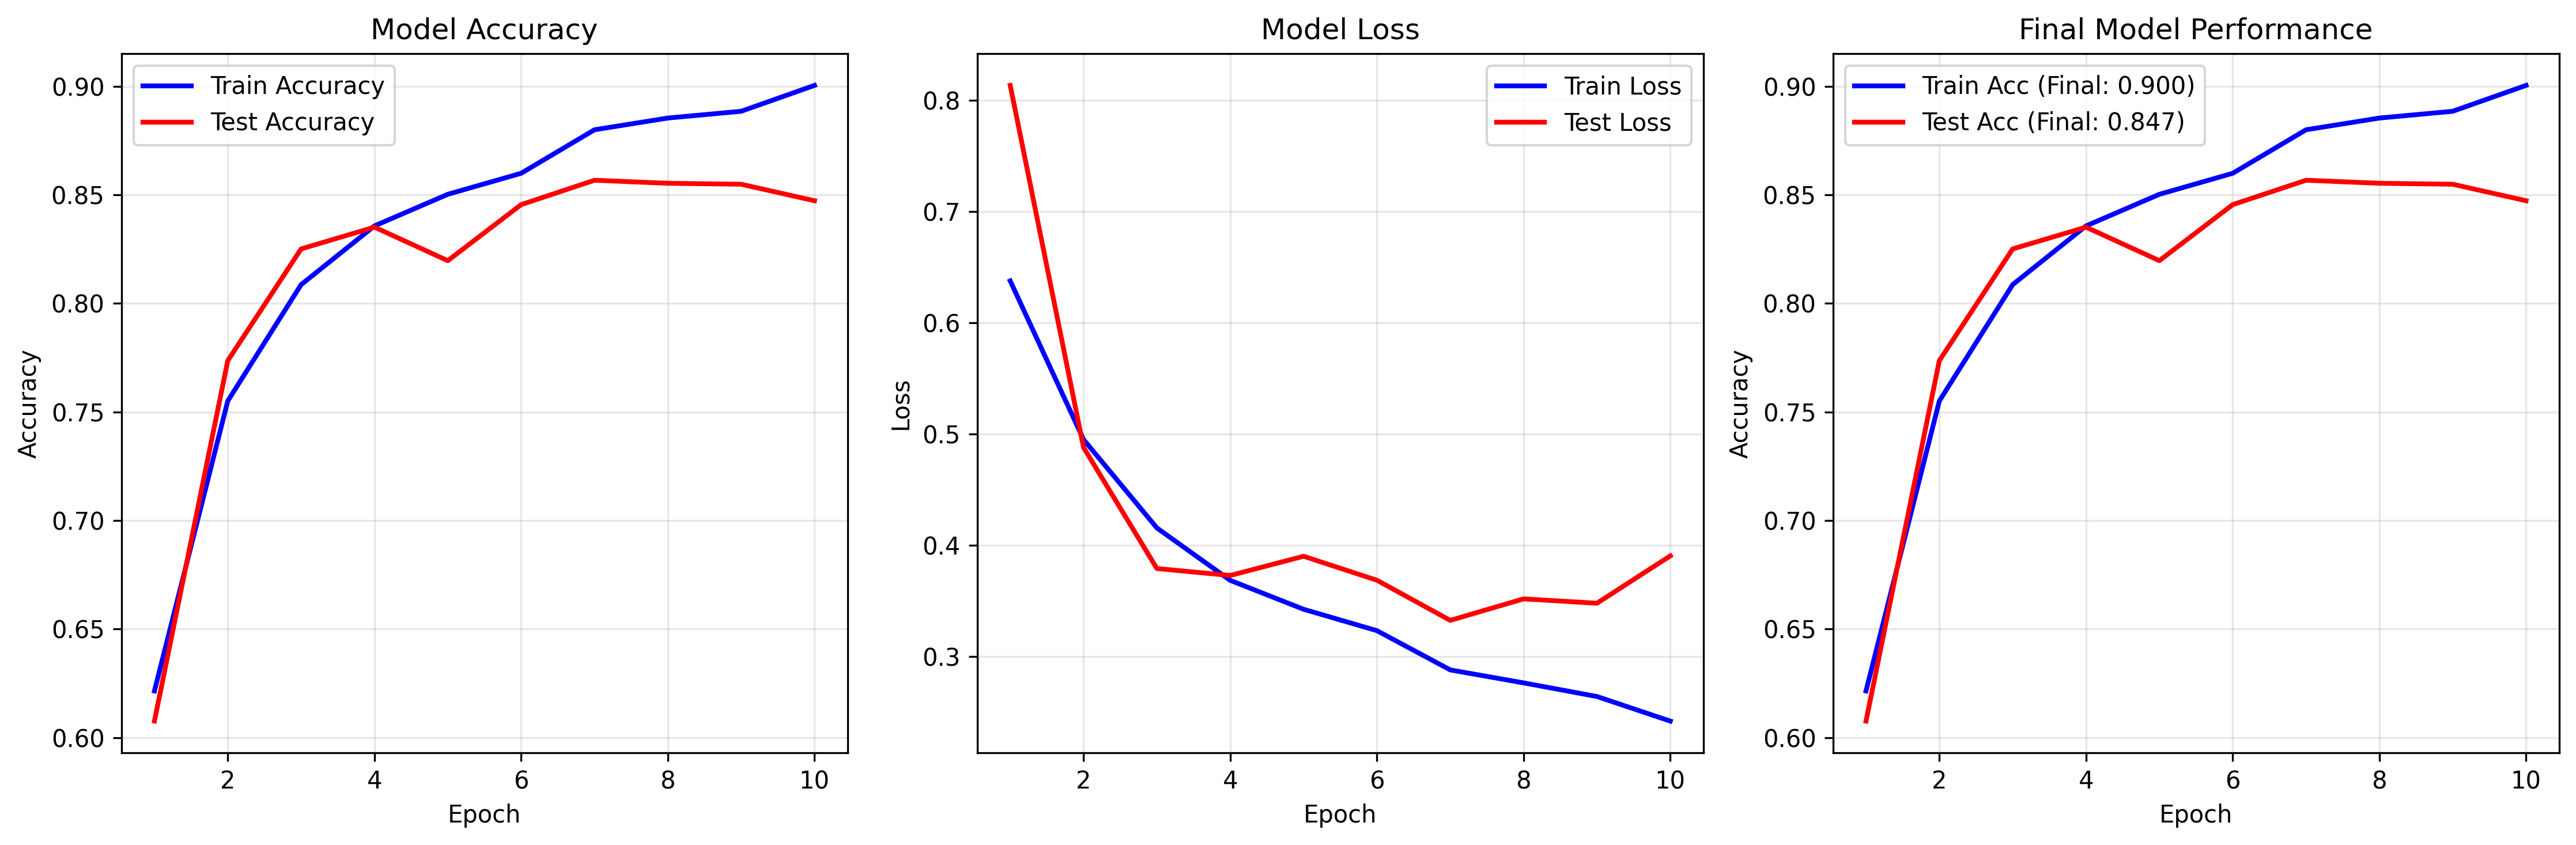 Model Accuracy
Train Accuracy
Test Accuracy
0.90
0.85
0.80
0.75
0.70
0.65
0.60
Accuracy
2 4 6 8 10
Epoch
Model Loss
Train Loss
Test Loss
0.8
0.7
0.6
0.5
0.4
0.3
Loss
2 4 6 8 10
Epoch
Final Model Performance
Train Acc (Final: 0.900)
Test Acc (Final: 0.847)
0.90
0.85
0.80
0.75
0.70
0.65
0.60
Accuracy
2 4 6 8 10
Epoch